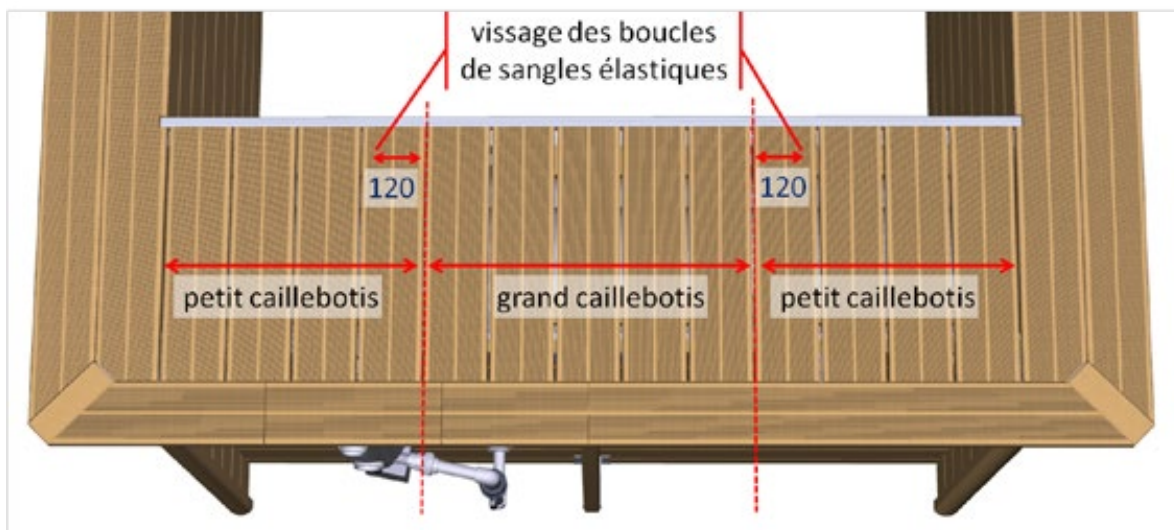 vissage des boucles
de sangles élastiques
120
120
petit caillebotis
grand caillebotis
petit caillebotis